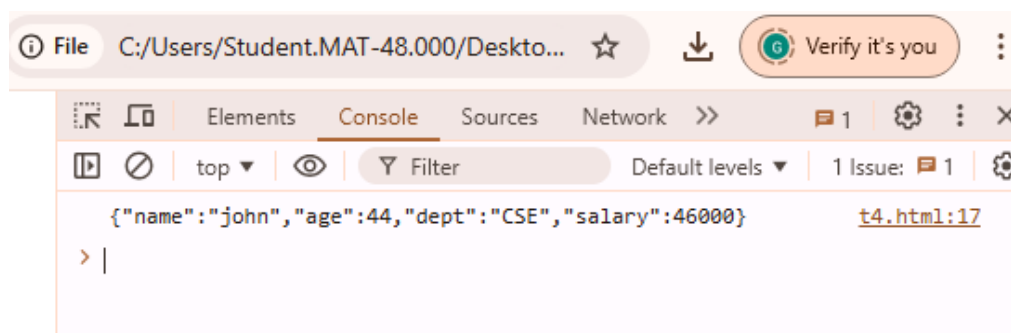 File C:/Users/Student.MAT-48.000/Deskto... G Verify it's you
Elements Console Sources Network >> 1
top Filter Default levels 1 Issue: 1
{"name":"john","age":44,"dept":"CSE","salary":46000} t4.html:17
>